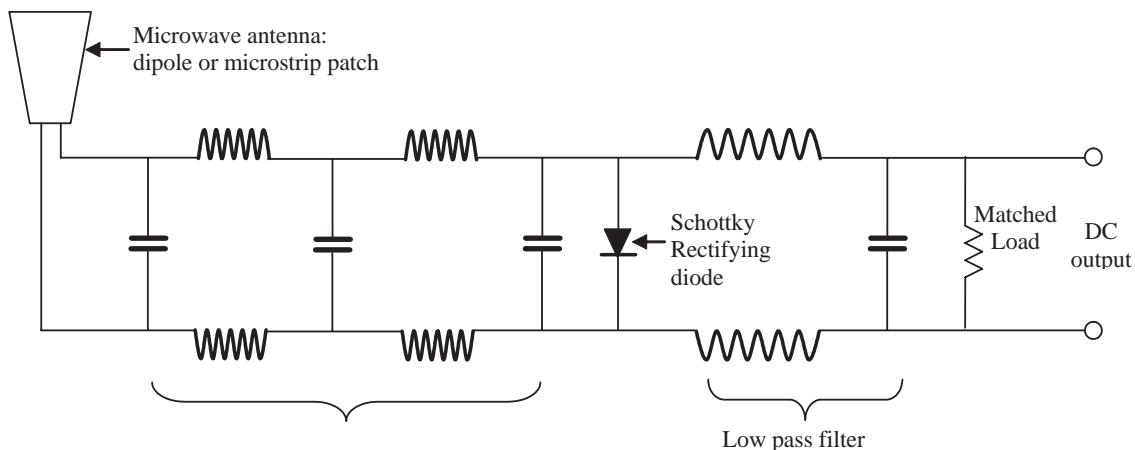 Microwave antenna:
dipole or microstrip patch
Schottky
Rectifying
diode
Matched
Load
DC
output
Low pass filter